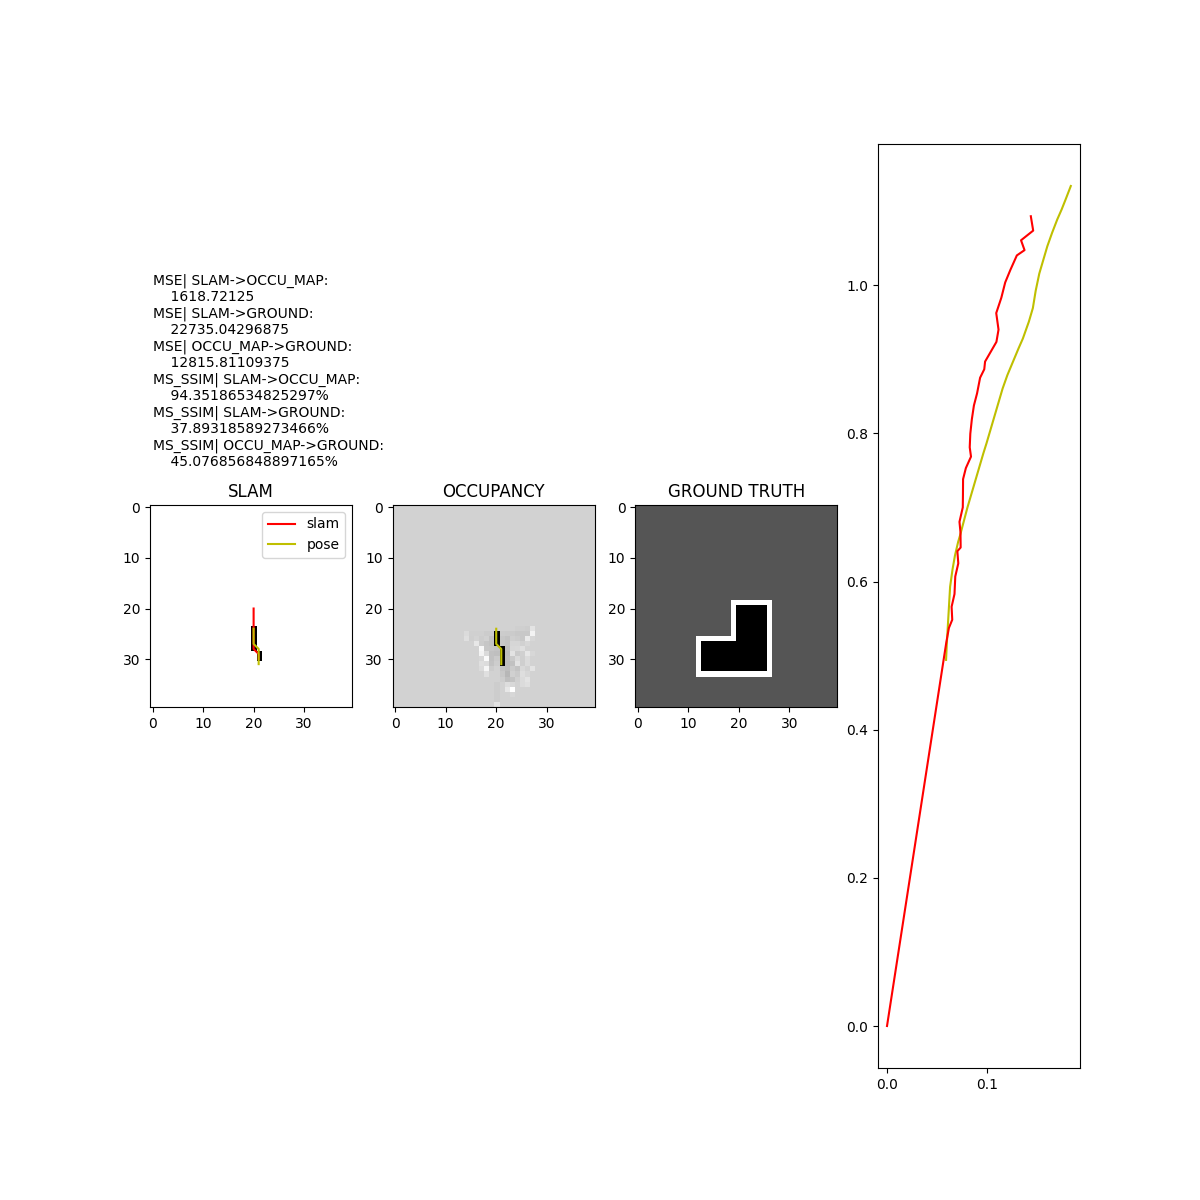 MSE| SLAM->OCCU_MAP:
1618.72125
MSE| SLAM->GROUND:
22735.04296875
MSE| OCCU_MAP->GROUND:
12815.81109375
MS_SSIM| SLAM->OCCU_MAP:
94.35186534825297%
MS_SSIM| SLAM->GROUND:
37.89318589273466%
MS_SSIM| OCCU_MAP->GROUND:
45.076856848897165%
SLAM
slam
pose
0
10
20
30
0 10 20 30
OCCUPANCY
0
10
20
30
0 10 20 30
GROUND TRUTH
0
10
20
30
0 10 20 30
1.0
0.8
0.6
0.4
0.2
0.0
0.0 0.1